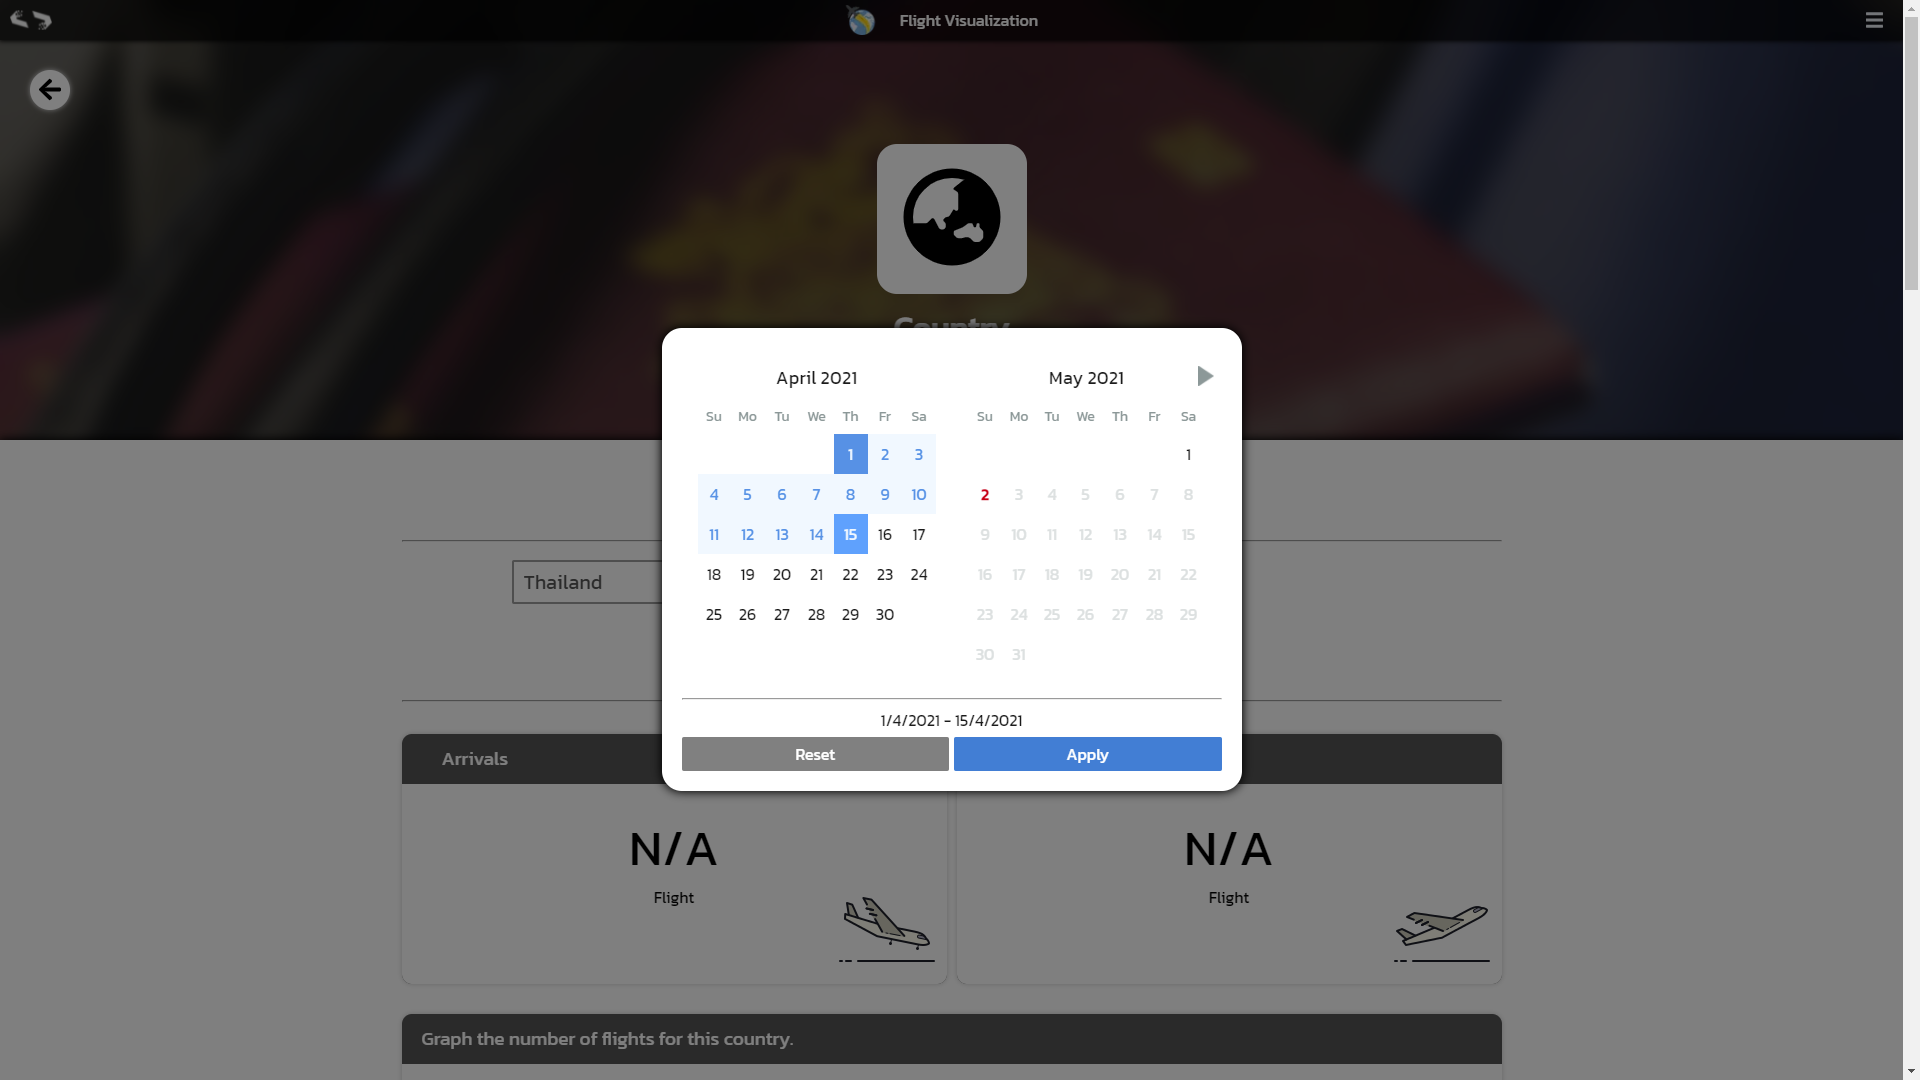 Flight Visualization
Country
April 2021
May 2021
Su Mo Tu We Th Fr Sa
Su Mo Tu We Th Fr Sa
1 2 3
1
4 5 6 7 8 9 10
2 3 4 5 6 7 8
11 12 13 14 15 16 17
9 10 11 12 13 14 15
18 19 20 21 22 23 24
16 17 18 19 20 21 22
25 26 27 28 29 30
23 24 25 26 27 28 29
30 31
Thailand
1/4/2021 - 15/4/2021
Reset
Apply
Arrivals
N/A
Flight
N/A
Flight
Graph the number of flights for this country.